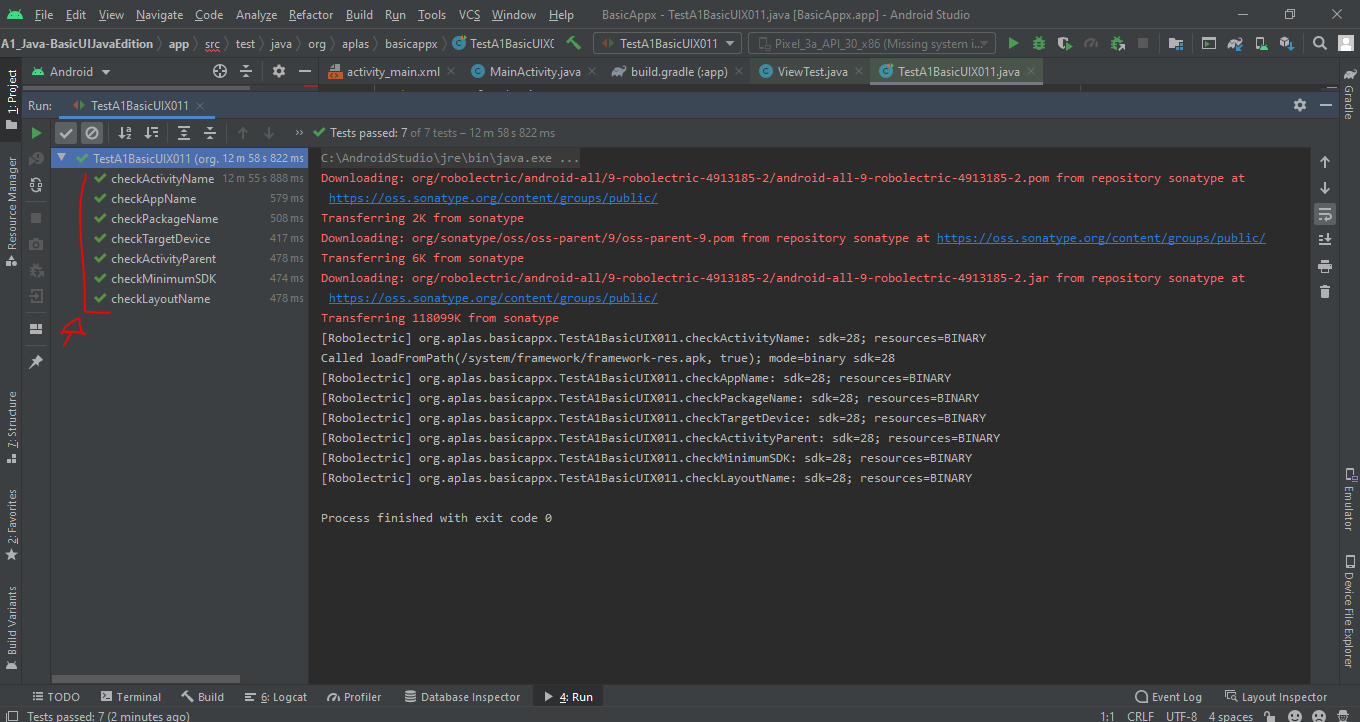 File Edit View Navigate Code Analyze Refactor Build Run Tools VCS Window Help BasicAppx - TestA1BasicUIX011.java [BasicAppx.app] - Android Studio
A1_Java-BasicUIJavaEdition app src test java org aplas basicappx TestA1BasicUIX( TestA1BasicUIX011 Pixel_3a_API_30_x86 (Missing system i...
Android activity_main.xml MainActivity.java build.gradle (:app) ViewTest.java TestA1BasicUIX011.java
Run: TestA1BasicUIX011
Tests passed: 7 of 7 tests – 12 m 58 s 822 ms
TestA1BasicUIX011 (org. 12 m 58 s 822 ms
checkActivityName 12 m 55 s 888 ms
checkAppName 579 ms
checkPackageName 508 ms
checkTargetDevice 417 ms
checkActivityParent 478 ms
checkMinimumSDK 474 ms
checkLayoutName 478 ms
C:\AndroidStudio\jre\bin\java.exe ...
Downloading: org/robolectric/android-all/9-robolectric-4913185-2/android-all-9-robolectric-4913185-2.pom from repository sonatype at
https://oss.sonatype.org/content/groups/public/
Transferring 2K from sonatype
Downloading: org/sonatype/oss/oss-parent/9/oss-parent-9.pom from repository sonatype at https://oss.sonatype.org/content/groups/public/
Transferring 6K from sonatype
Downloading: org/robolectric/android-all/9-robolectric-4913185-2/android-all-9-robolectric-4913185-2.jar from repository sonatype at
https://oss.sonatype.org/content/groups/public/
Transferring 118099K from sonatype
[Robolectric] org.aplas.basicappx.TestA1BasicUIX011.checkActivityName: sdk=28; resources=BINARY
Called loadFromPath(/system/framework/framework-res.apk, true); mode=binary sdk=28
[Robolectric] org.aplas.basicappx.TestA1BasicUIX011.checkAppName: sdk=28; resources=BINARY
[Robolectric] org.aplas.basicappx.TestA1BasicUIX011.checkPackageName: sdk=28; resources=BINARY
[Robolectric] org.aplas.basicappx.TestA1BasicUIX011.checkTargetDevice: sdk=28; resources=BINARY
[Robolectric] org.aplas.basicappx.TestA1BasicUIX011.checkActivityParent: sdk=28; resources=BINARY
[Robolectric] org.aplas.basicappx.TestA1BasicUIX011.checkMinimumSDK: sdk=28; resources=BINARY
[Robolectric] org.aplas.basicappx.TestA1BasicUIX011.checkLayoutName: sdk=28; resources=BINARY
Process finished with exit code 0
1: Project
Resource Manager
7: Structure
2: Favorites
Build Variants
Gradle
Emulator
Device File Explorer
TODO Terminal Build 6: Logcat Profiler Database Inspector 4: Run Event Log Layout Inspector
Tests passed: 7 (2 minutes ago) 1:1 CRLF UTF-8 4 spaces